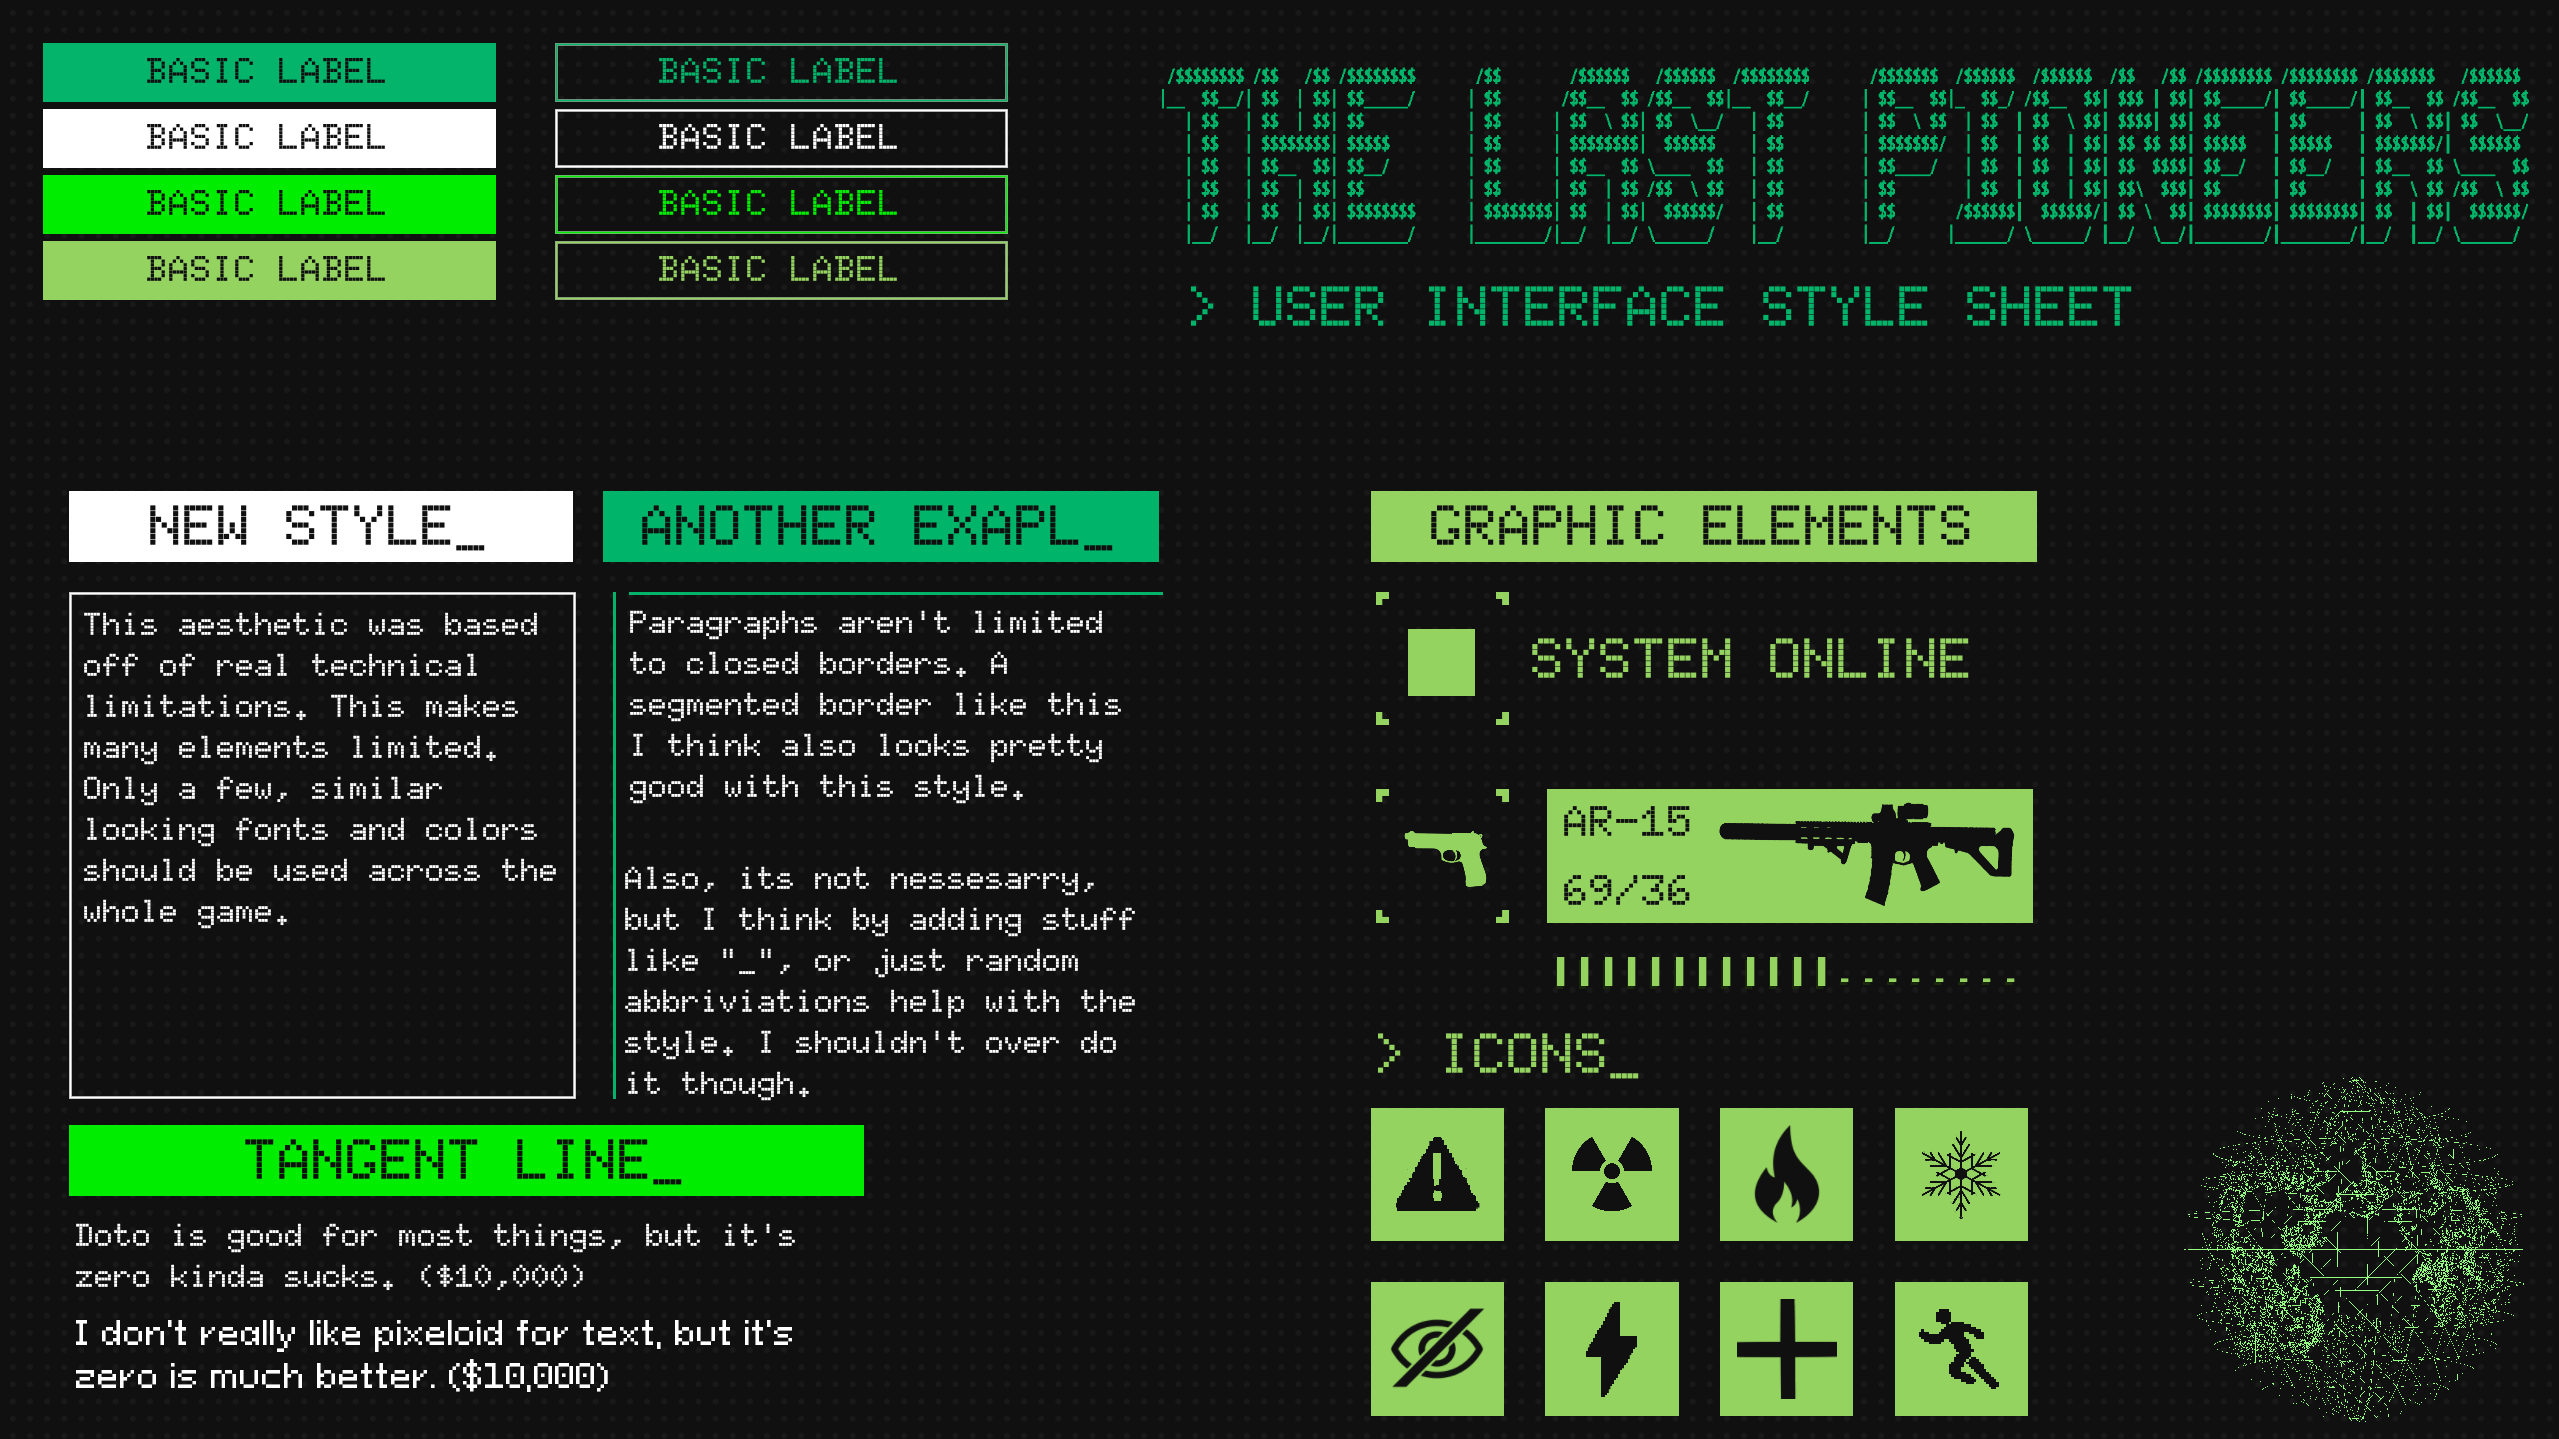 BASIC LABEL
BASIC LABEL
BASIC LABEL
BASIC LABEL
BASIC LABEL
BASIC LABEL
BASIC LABEL
BASIC LABEL
THE LAST PIONEERS
> USER INTERFACE STYLE SHEET
NEW STYLE_
This aesthetic was based
off of real technical
limitations. This makes
many elements limited.
Only a few, similar
looking fonts and colors
should be used across the
whole game.
ANOTHER EXAPL_
Paragraphs aren't limited
to closed borders. A
segmented border like this
I think also looks pretty
good with this style.
Also, its not nessesarry,
but I think by adding stuff
like "_", or just random
abbriviations help with the
style. I shouldn't over do
it though.
TANGENT LINE_
Doto is good for most things, but it's
zero kinda sucks. ($10,000)
I don't really like pixeloid for text, but it's
zero is much better. ($10,000)
GRAPHIC ELEMENTS
SYSTEM ONLINE
AR-15
69/36
> ICONS_